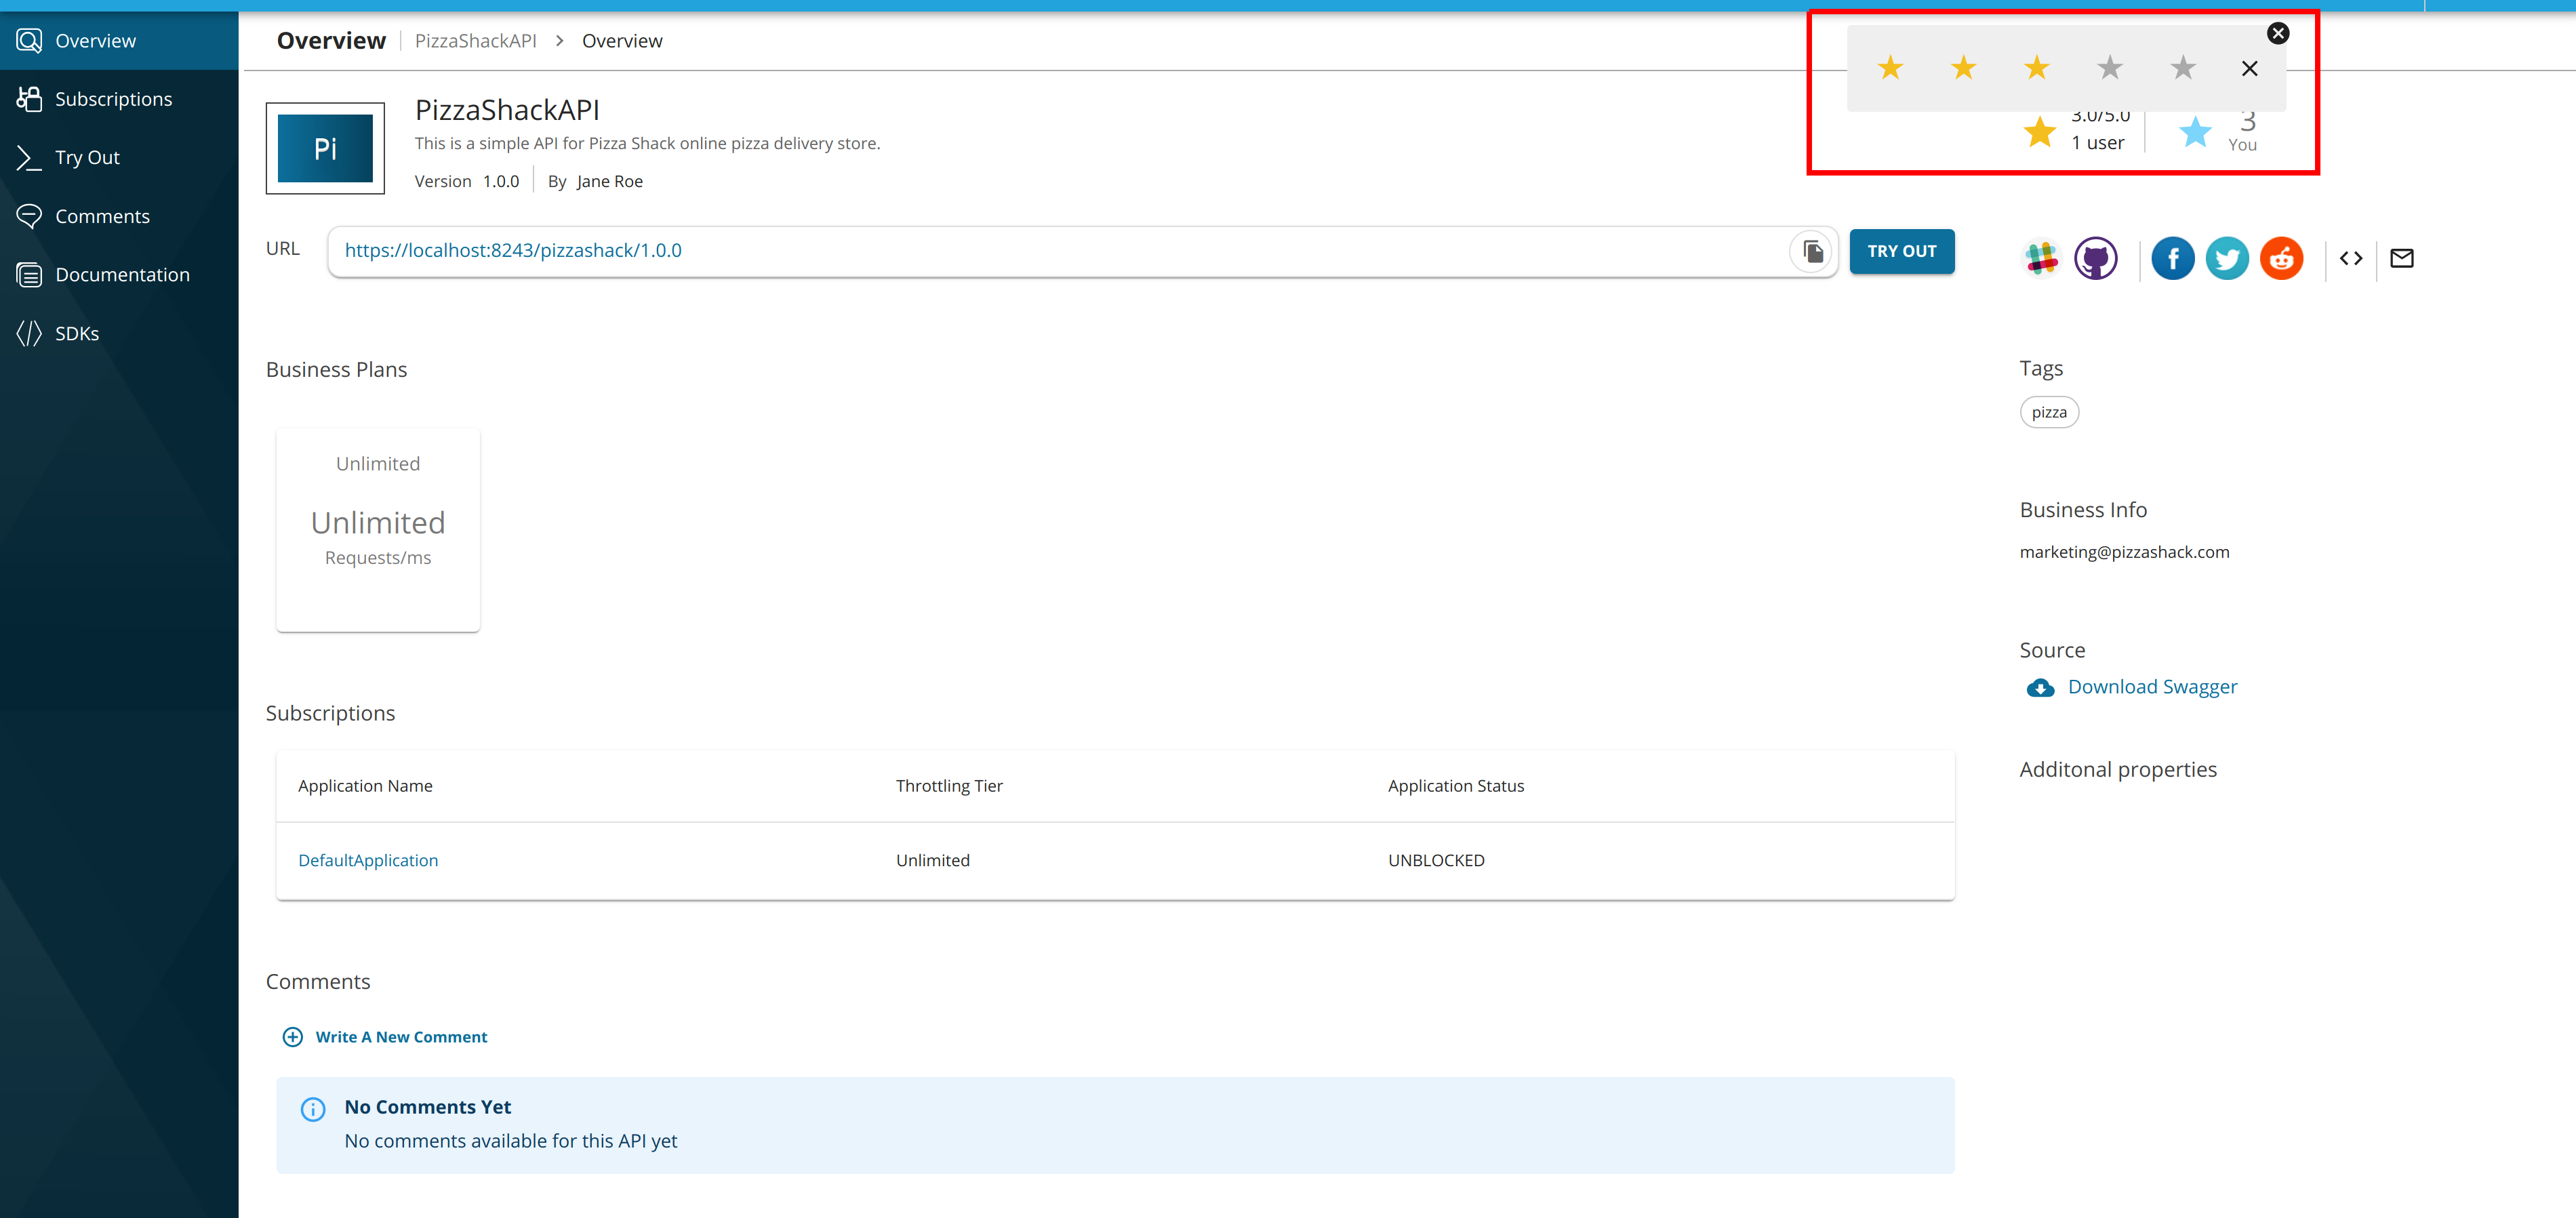 Overview
Subscriptions
Try Out
Comments
Documentation
SDKs
Overview PizzaShackAPI > Overview
Pi
PizzaShackAPI
This is a simple API for Pizza Shack online pizza delivery store.
Version 1.0.0 By Jane Roe
3.0/5.0
1 user
3
You
URL https://localhost:8243/pizzashack/1.0.0 TRY OUT
Business Plans
Unlimited
Unlimited
Requests/ms
Tags
pizza
Business Info
marketing@pizzashack.com
Source
Download Swagger
Additonal properties
Subscriptions
Application Name Throttling Tier Application Status
DefaultApplication Unlimited UNBLOCKED
Comments
Write A New Comment
No Comments Yet
No comments available for this API yet